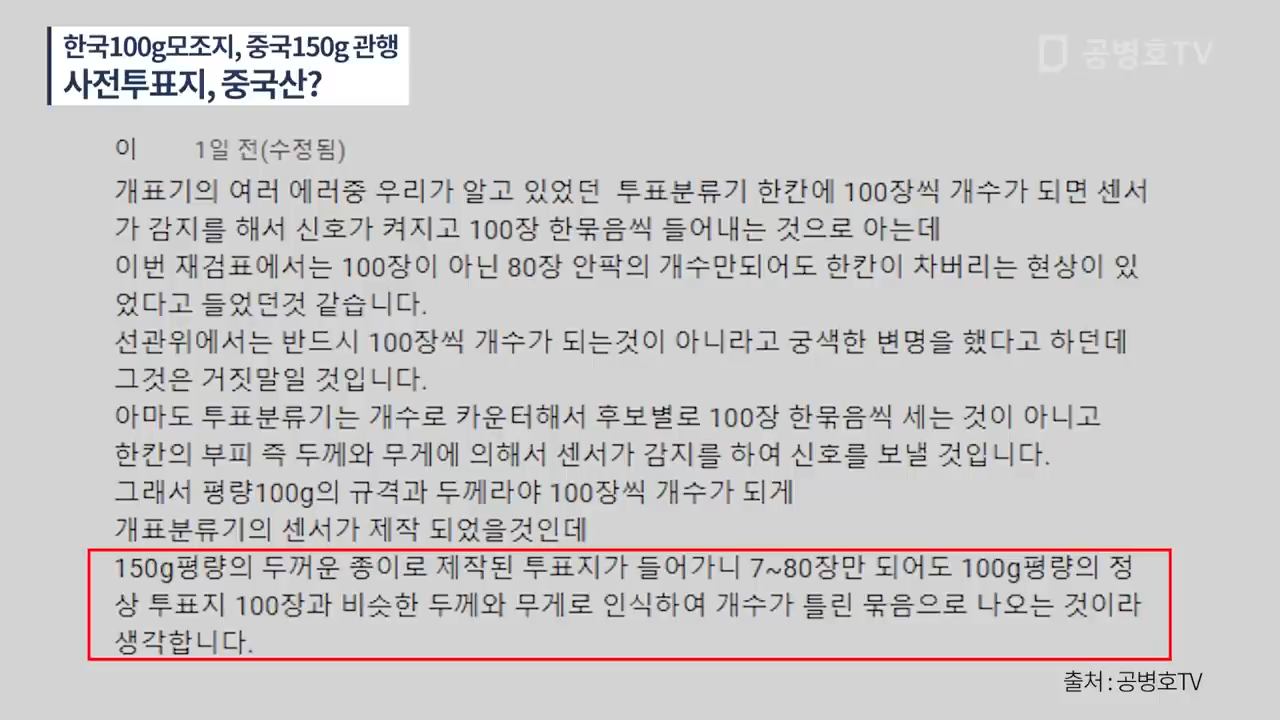 한국100g모조지, 중국150g 관행
사전투표지, 중국산?
공병호TV
이 1일 전(수정됨)
개표기의 여러 에러중 우리가 알고 있었던 투표분류기 한칸에 100장씩 개수가 되면 센서
가 감지를 해서 신호가 켜지고 100장 한묶음씩 들어내는 것으로 아는데
이번 재검표에서는 100장이 아닌 80장 안팍의 개수만되어도 한칸이 차버리는 현상이 있
었다고 들었던것 같습니다.
선관위에서는 반드시 100장씩 개수가 되는것이 아니라고 궁색한 변명을 했다고 하던데
그것은 거짓말일 것입니다.
아마도 투표분류기는 개수로 카운터해서 후보별로 100장 한묶음씩 세는 것이 아니고
한칸의 부피 즉 두께와 무게에 의해서 센서가 감지를 하여 신호를 보낼 것입니다.
그래서 평량100g의 규격과 두께라야 100장씩 개수가 되게
개표분류기의 센서가 제작 되었을것인데
150g평량의 두꺼운 종이로 제작된 투표지가 들어가니 7~80장만 되어도 100g평량의 정
상 투표지 100장과 비슷한 두께와 무게로 인식하여 개수가 틀린 묶음으로 나오는 것이라
생각합니다.
출처 : 공병호TV